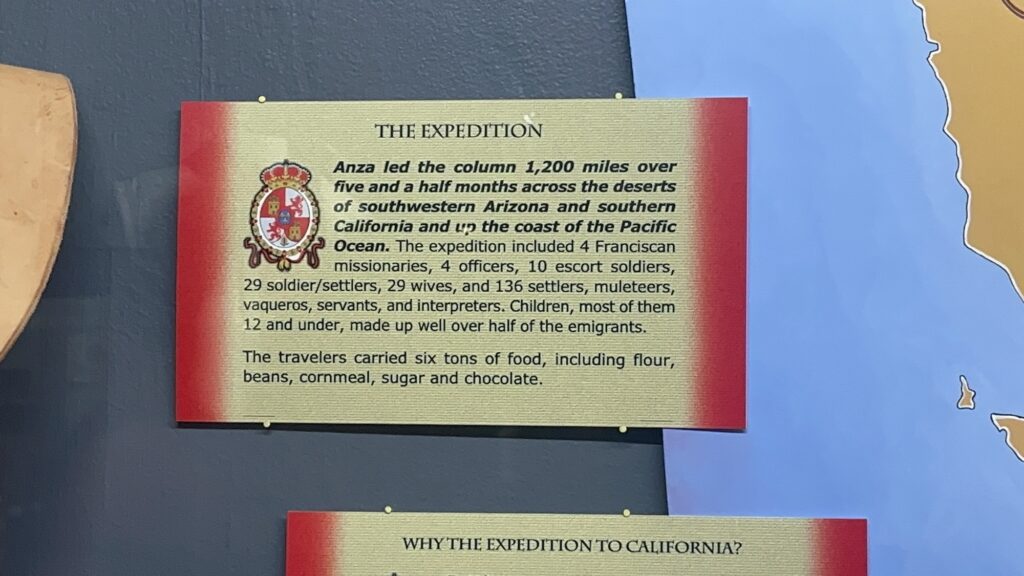 THE EXPEDITION
Anza led the column 1,200 miles over
five and a half months across the deserts
of southwestern Arizona and southern
California and up the coast of the Pacific
Ocean. The expedition included 4 Franciscan
missionaries, 4 officers, 10 escort soldiers,
29 soldier/settlers, 29 wives, and 136 settlers, muleteers,
vaqueros, servants, and interpreters. Children, most of them
12 and under, made up well over half of the emigrants.
The travelers carried six tons of food, including flour,
beans, cornmeal, sugar and chocolate.
WHY THE EXPEDITION TO CALIFORNIA?